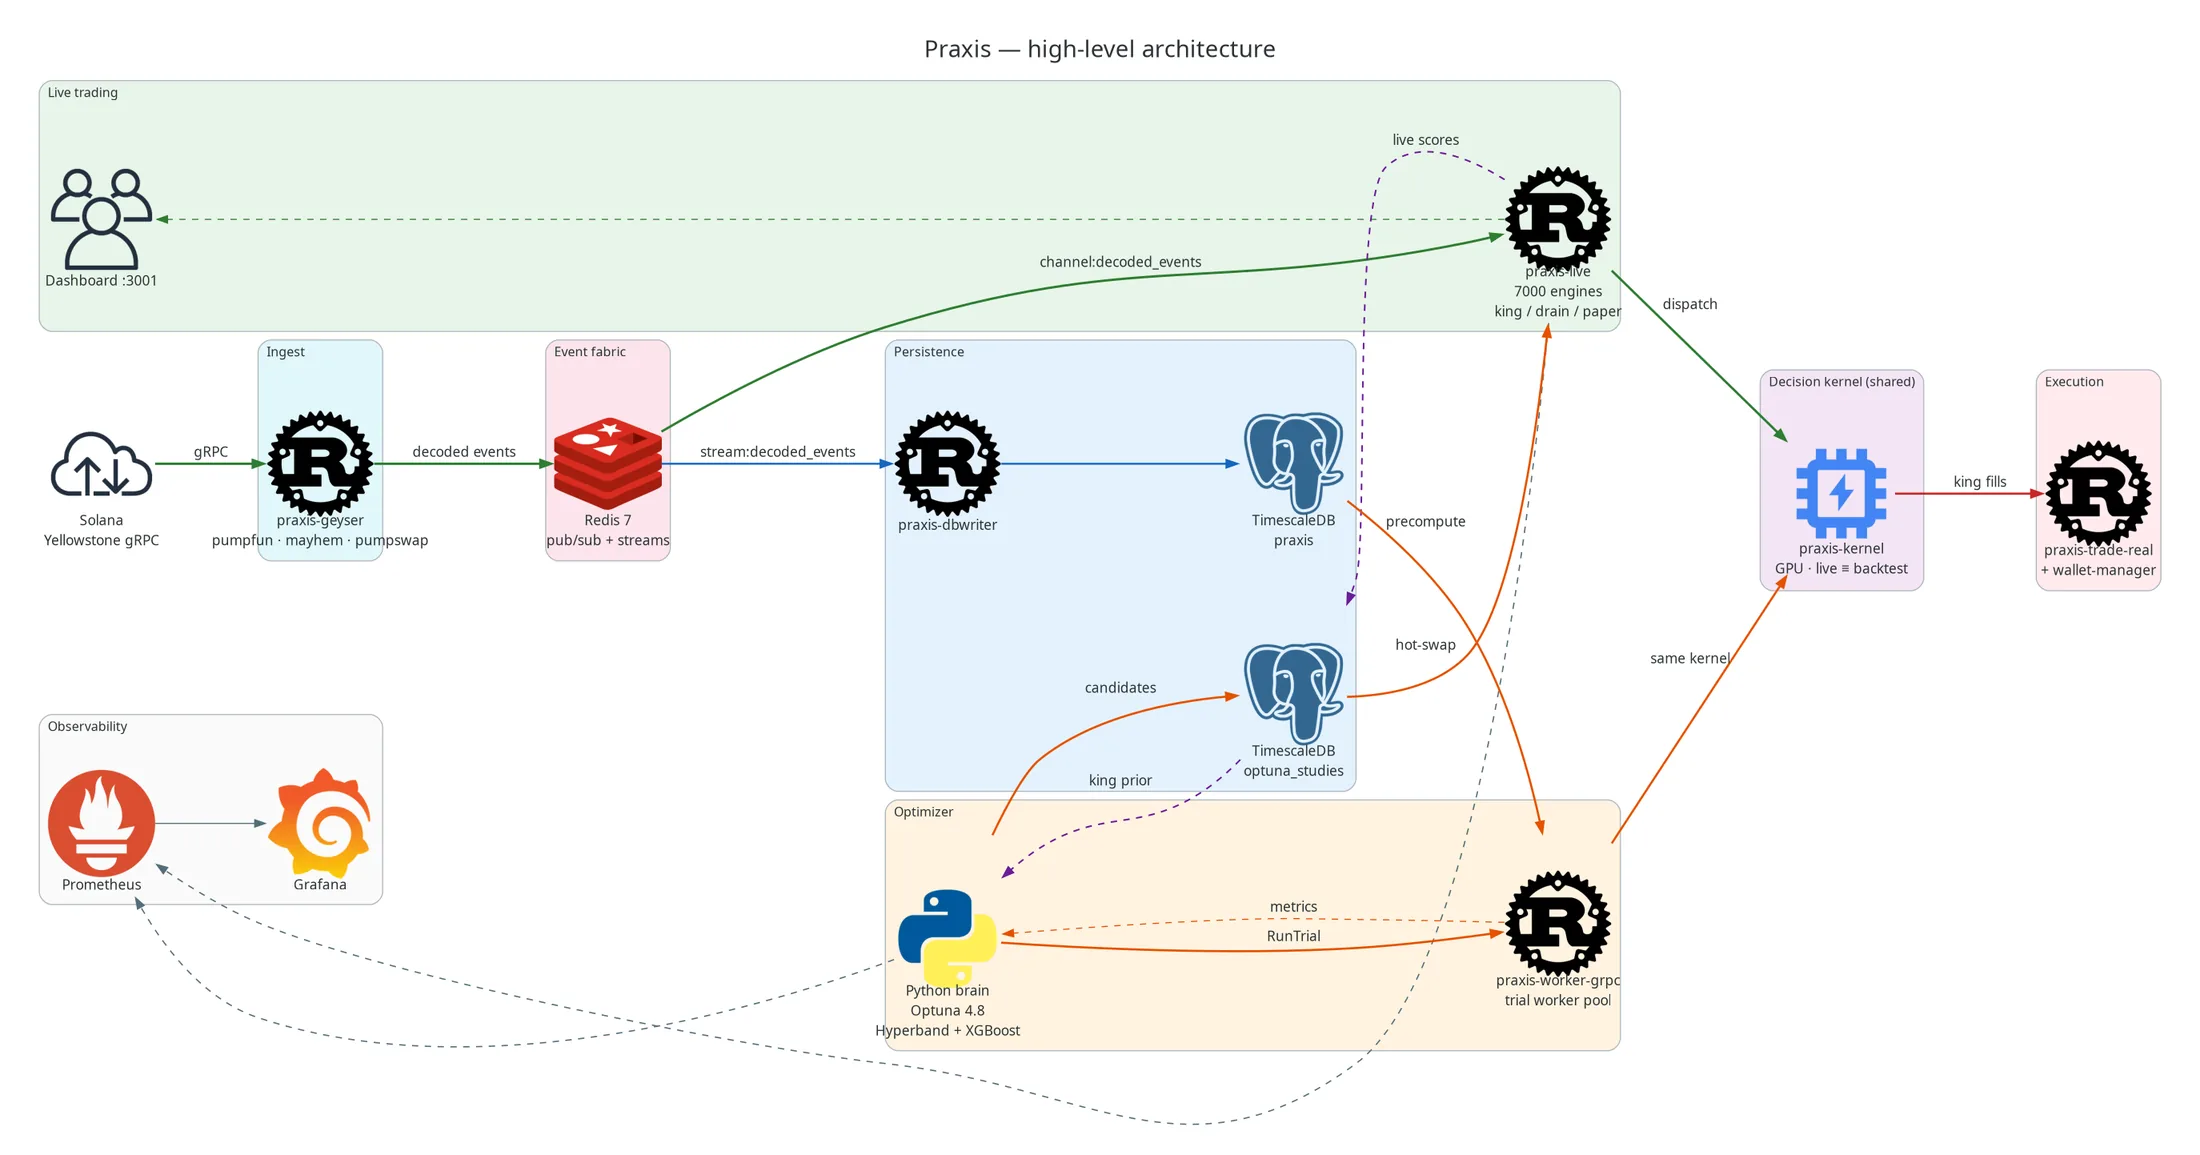 Praxis — high-level architecture
Live trading
live scores
Dashboard :3001
channel:decoded_events
praxis-live
7000 engines
king / drain / paper
dispatch
Ingest
Event fabric
Persistence
Decision kernel (shared)
Execution
gRPC
decoded events
stream:decoded_events
king fills
Solana
Yellowstone gRPC
praxis-geyser
pumpfun · mayhem · pumpswap
Redis 7
pub/sub + streams
praxis-dbwriter
TimescaleDB
praxis
precompute
praxis-kernel
GPU · live ≡ backtest
praxis-trade-real
+ wallet-manager
hot-swap
same kernel
candidates
TimescaleDB
optuna_studies
king prior
Observability
Prometheus
Grafana
Optimizer
metrics
RunTrial
Python brain
Optuna 4.8
Hyperband + XGBoost
praxis-worker-grpc
trial worker pool